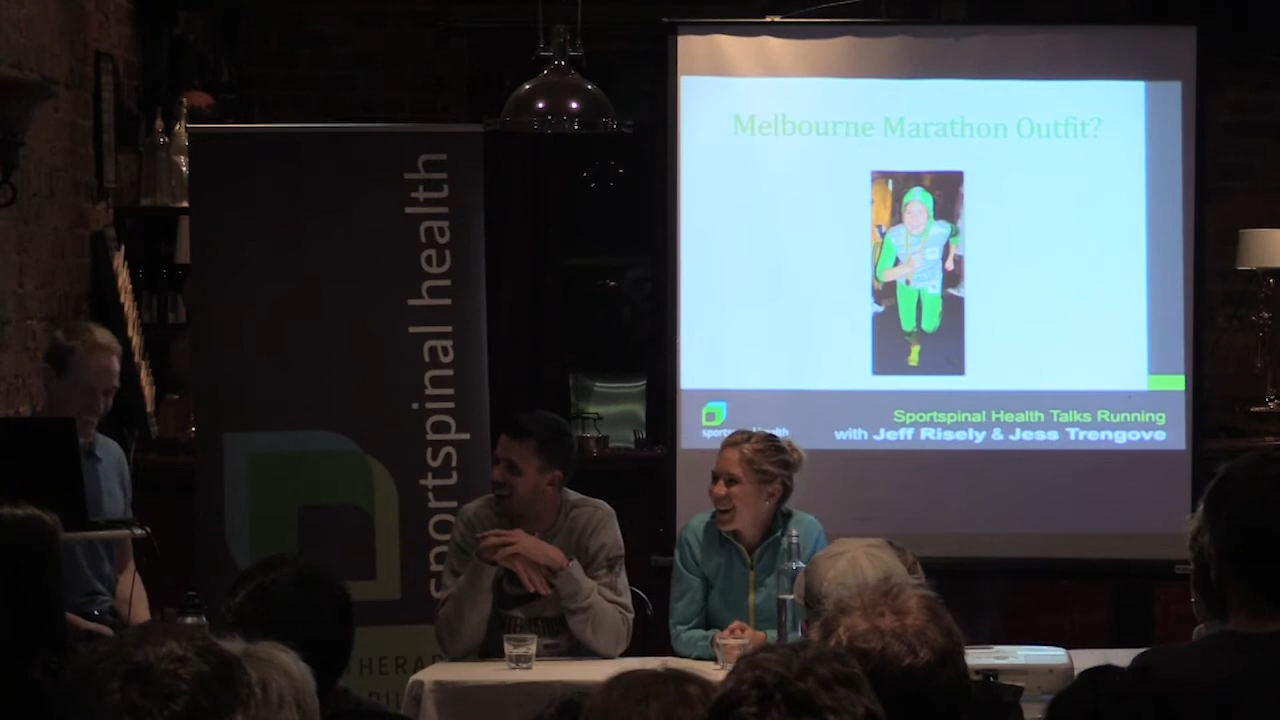 Melbourne Marathon Outfit?
Sportspinal Health Talks Running
with Jeff Risely & Jess Trengove
sportspinal health